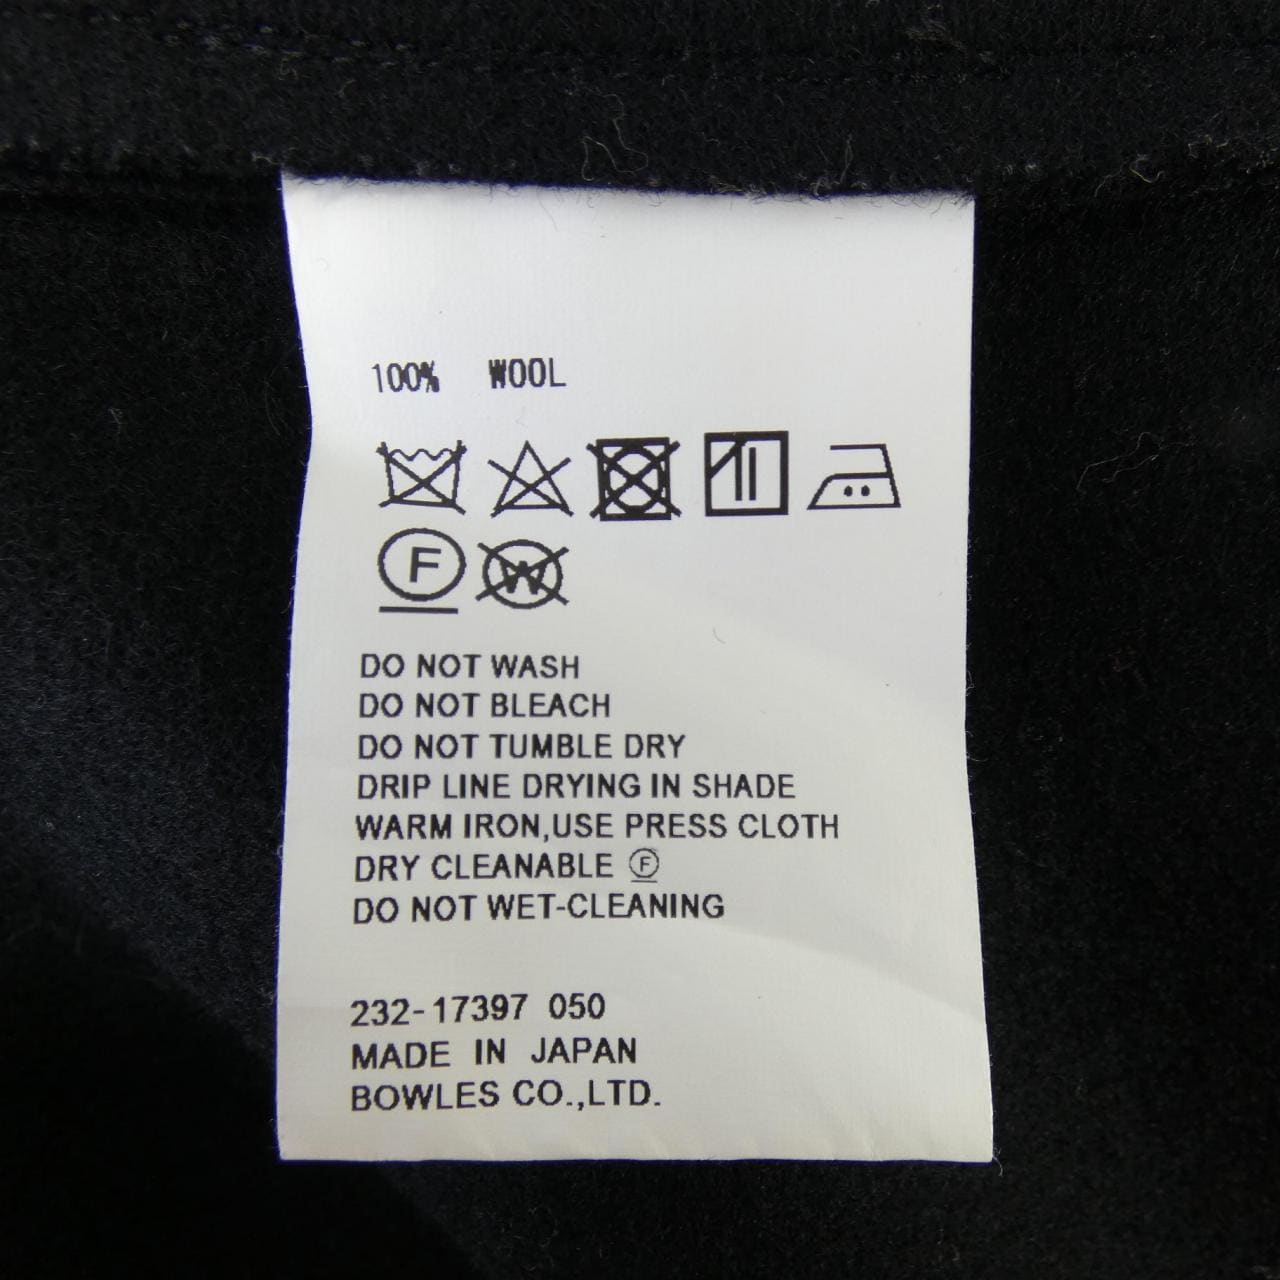 100% WOOL
F
W
DO NOT WASH
DO NOT BLEACH
DO NOT TUMBLE DRY
DRIP LINE DRYING IN SHADE
WARM IRON,USE PRESS CLOTH
DRY CLEANABLE Ⓕ
DO NOT WET-CLEANING
232-17397 050
MADE IN JAPAN
BOWLES CO.,LTD.